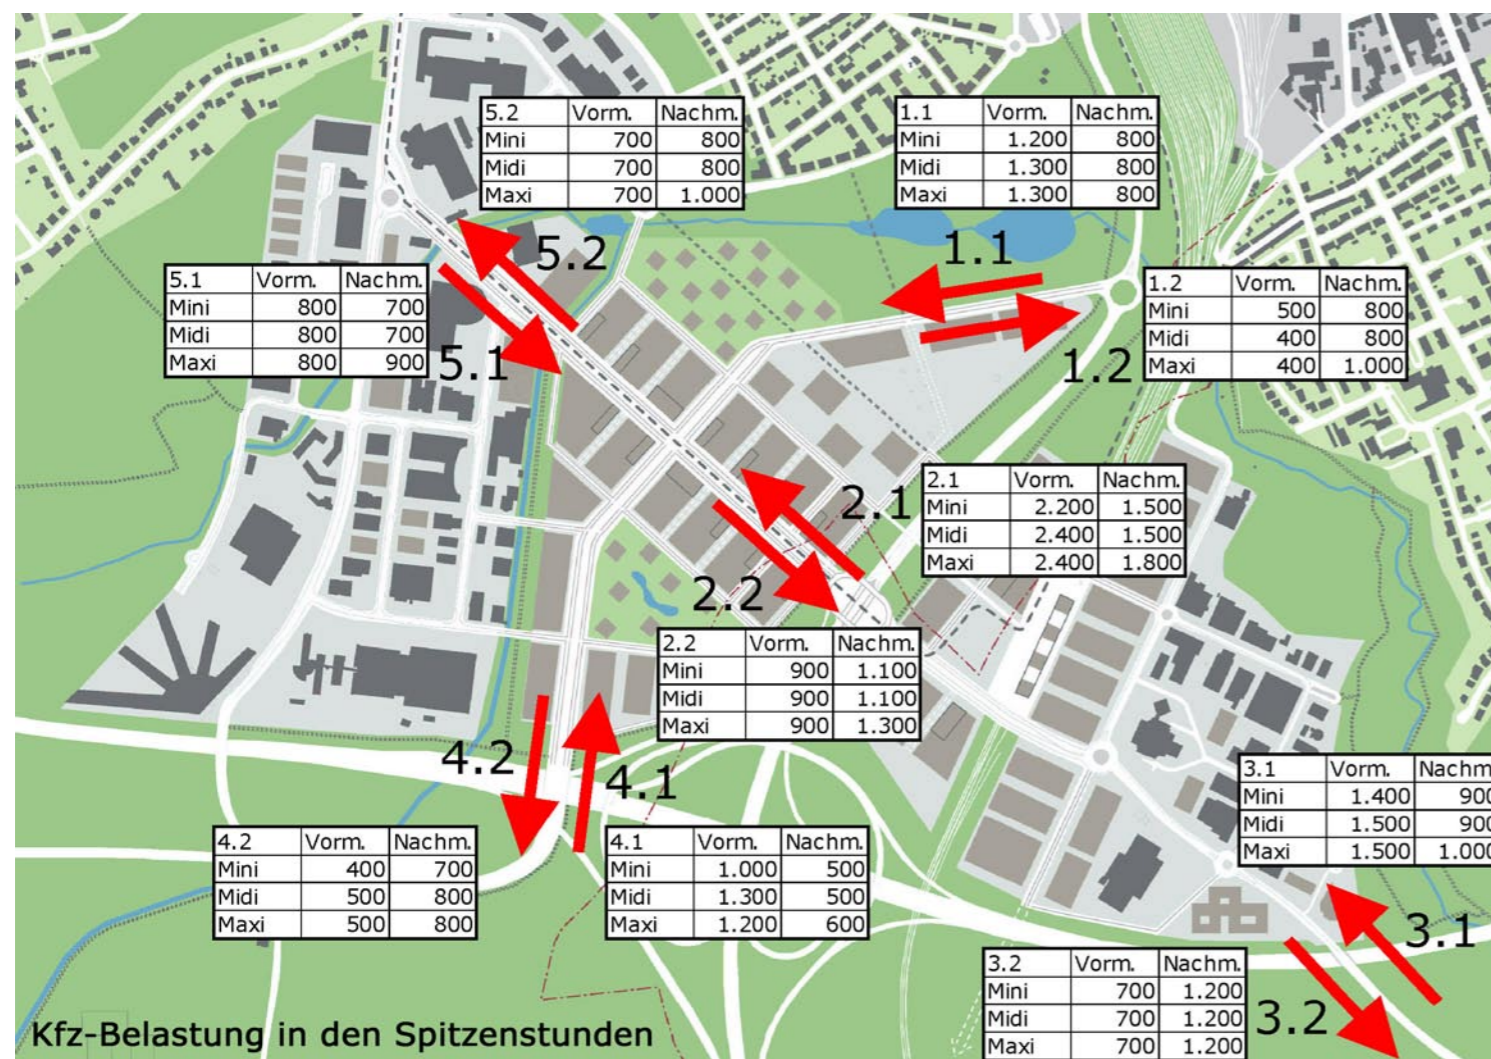 5.2 Vorm. Nachm.
Mini 700 800
Midi 700 800
Maxi 700 1.000
1.1 Vorm. Nachm.
Mini 1.200 800
Midi 1.300 800
Maxi 1.300 800
5.2
1.1
5.1 Vorm. Nachm.
Mini 800 700
Midi 800 700
Maxi 800 900
5.1
1.2 Vorm. Nachm.
Mini 500 800
Midi 400 800
Maxi 400 1.000
1.2
2.1
2.1 Vorm. Nachm.
Mini 2.200 1.500
Midi 2.400 1.500
Maxi 2.400 1.800
2.2
2.2 Vorm. Nachm.
Mini 900 1.100
Midi 900 1.100
Maxi 900 1.300
4.2
4.1
3.1 Vorm. Nachm
Mini 1.400 900
Midi 1.500 900
Maxi 1.500 1.000
4.2 Vorm. Nachm.
Mini 400 700
Midi 500 800
Maxi 500 800
4.1 Vorm. Nachm.
Mini 1.000 500
Midi 1.300 500
Maxi 1.200 600
3.1
3.2 Vorm. Nachm.
Mini 700 1.200
Midi 700 1.200
Maxi 700 1.200
3.2
Kfz-Belastung in den Spitzenstunden